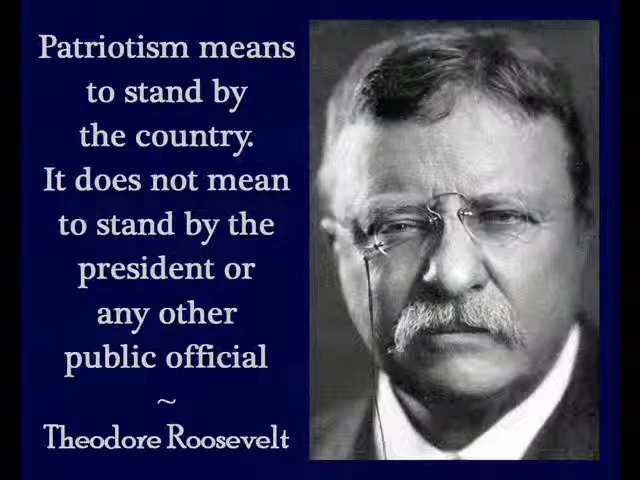 Patriotism means
to stand by
the country.
It does not mean
to stand by the
president or
any other
public official
~
Theodore Roosevelt